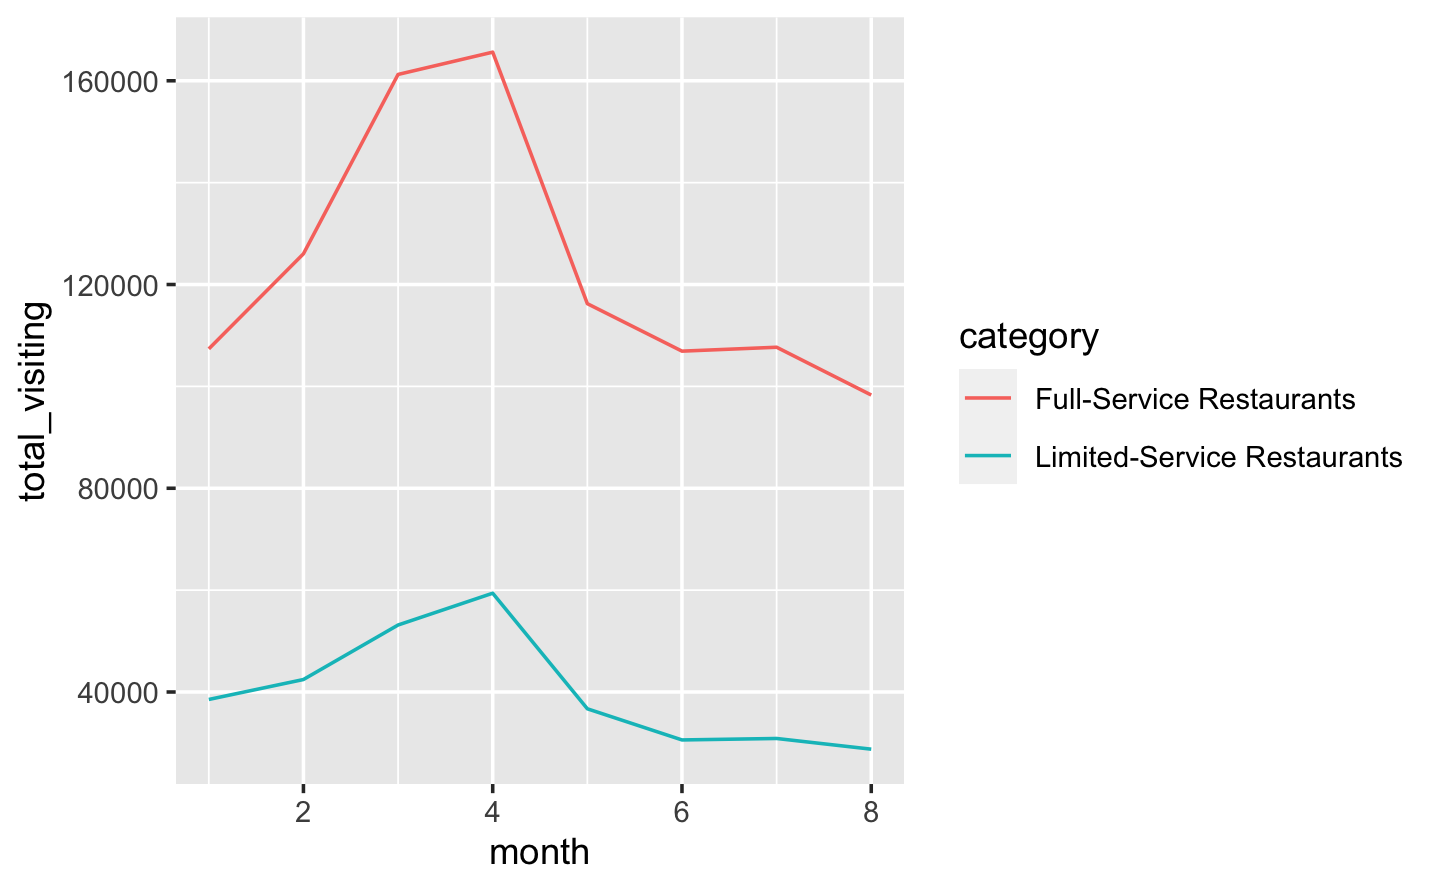 160000
120000
80000
40000
total_visiting
2 4 6 8
month
category
Full-Service Restaurants
Limited-Service Restaurants